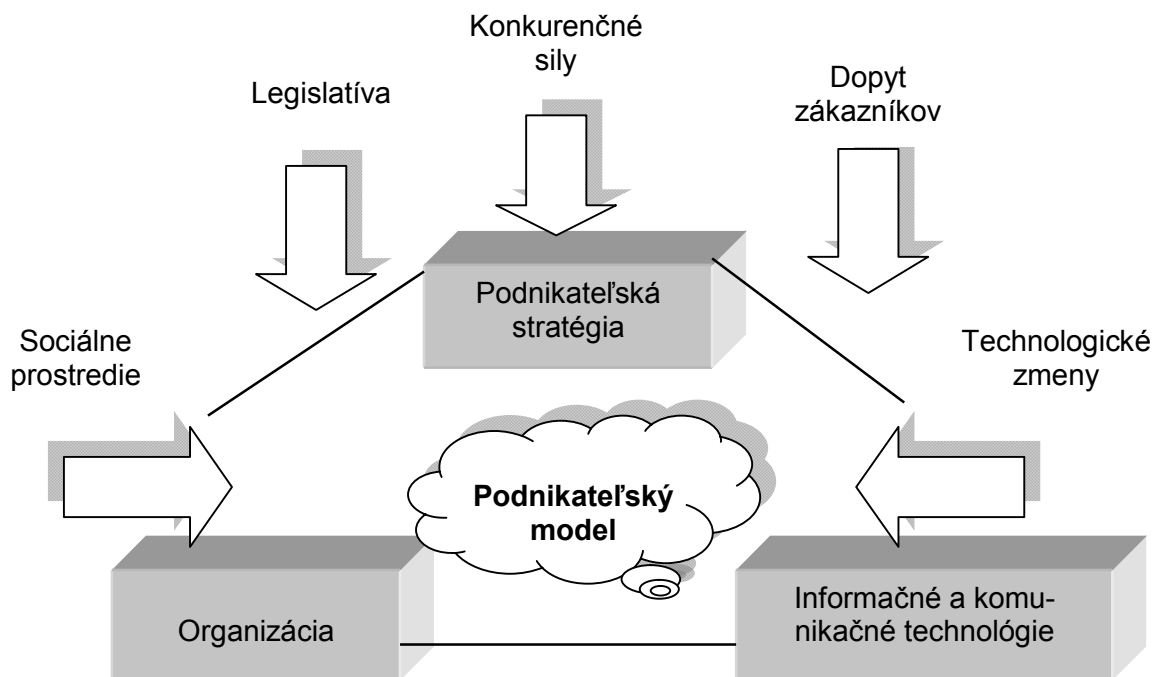 Konkurenčné
sily
Legislatíva
Dopyt
zákazníkov
Podnikateľská
stratégia
Sociálne
prostredie
Technologické
zmeny
Podnikateľský
model
Organizácia
Informačné a komu-
nikačné technológie